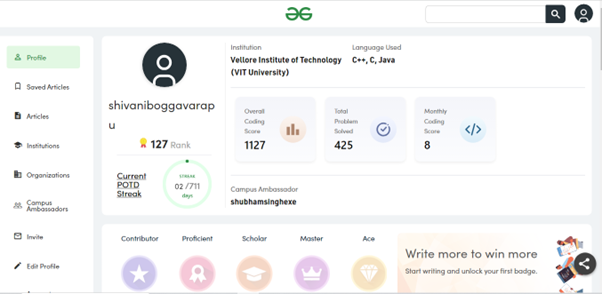 Profile
Saved Articles
Articles
Institutions
Organizations
Campus
Ambassadors
Invite
Edit Profile
shivaniboggavarap
u
127 Rank
Current
POTD
Streak
STREAK
02 /711
days
Institution
Vellore Institute of Technology
(VIT University)
Language Used
C++, C, Java
Overall
Coding
Score
1127
Total
Problem
Solved
425
Monthly
Coding
Score
8
Campus Ambassador
shubhamsinghexe
Contributor
Proficient
Scholar
Master
Ace
Write more to win more
Start writing and unlock your first badge.